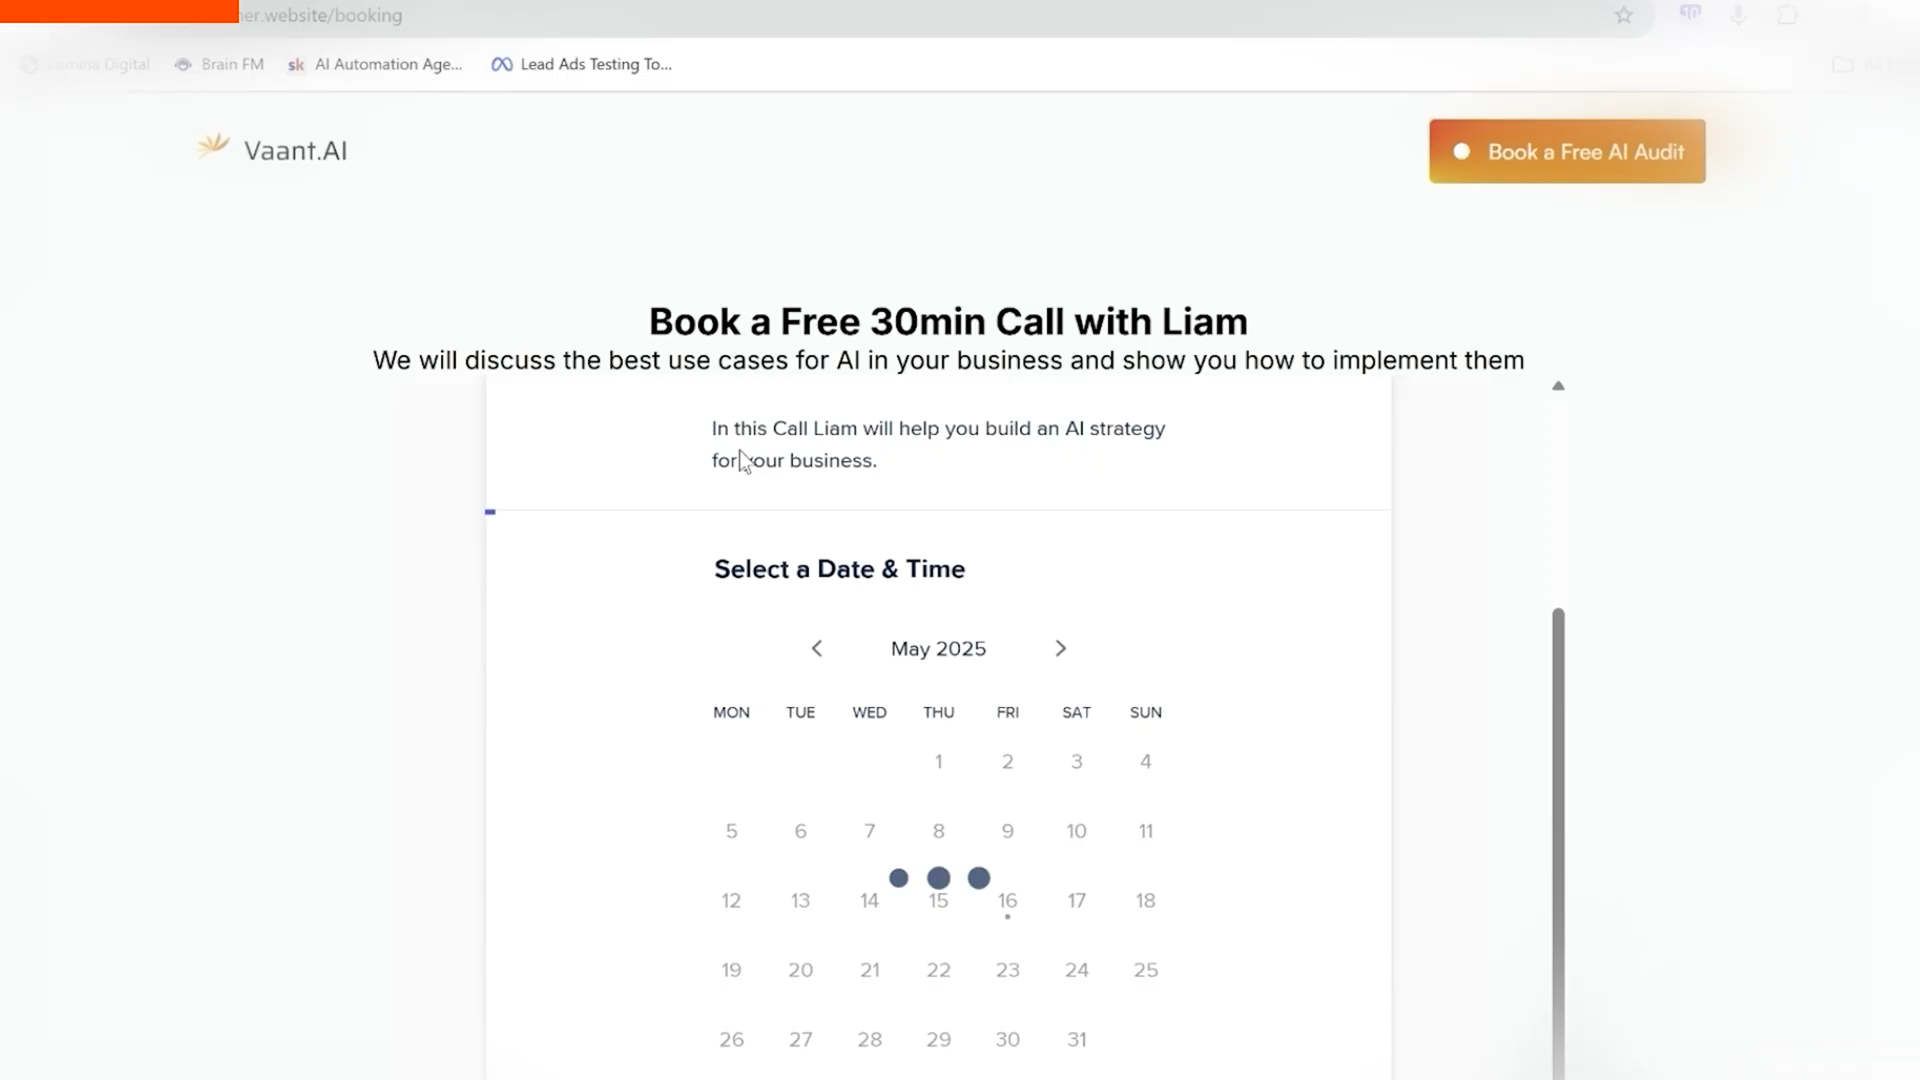 her.website/booking
Lumina Digital
Brain FM
sk AI Automation Age...
Lead Ads Testing To...
Vaant.AI
Book a Free AI Audit
Book a Free 30min Call with Liam
We will discuss the best use cases for AI in your business and show you how to implement them
In this Call Liam will help you build an AI strategy
for your business.
Select a Date & Time
May 2025
MON TUE WED THU FRI SAT SUN
1 2 3 4
5 6 7 8 9 10 11
12 13 14 15 16 17 18
19 20 21 22 23 24 25
26 27 28 29 30 31